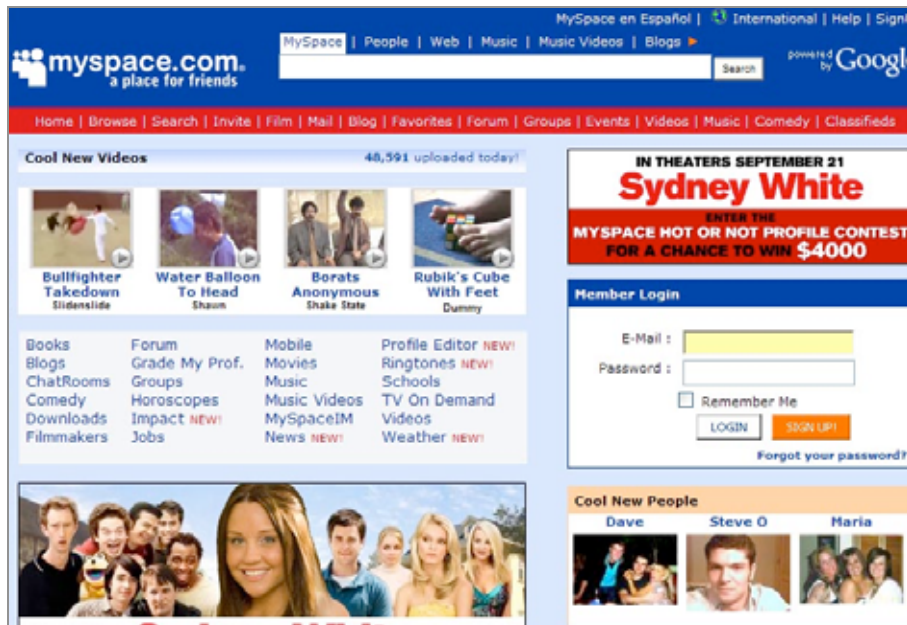 MySpace en Español | International | Help | Sign
MySpace | People | Web | Music | Music Videos | Blogs
myspace.com.
a place for friends
Search
powered by Google
Home | Browse | Search | Invite | Film | Mail | Blog | Favorites | Forum | Groups | Events | Videos | Music | Comedy | Classifieds
Cool New Videos 48,591 uploaded today!
Bullfighter Takedown
Slidenslide
Water Balloon To Head
Shawn
Borats Anonymous
Shake State
Rubik's Cube With Feet
Dummy
Books Forum Mobile Profile Editor NEW!
Blogs Grade My Prof. Movies Ringtones NEW!
ChatRooms Groups Music Schools
Comedy Horoscopes Music Videos TV On Demand
Downloads Impact NEW! MySpaceIM Videos
Filmmakers Jobs News NEW! Weather NEW!
IN THEATERS SEPTEMBER 21
Sydney White
ENTER THE
MYSPACE HOT OR NOT PROFILE CONTEST
FOR A CHANCE TO WIN $4000
Member Login
E-Mail :
Password :
Remember Me
LOGIN SIGN UP!
Forgot your password?
Cool New People
Dave Steve O Maria